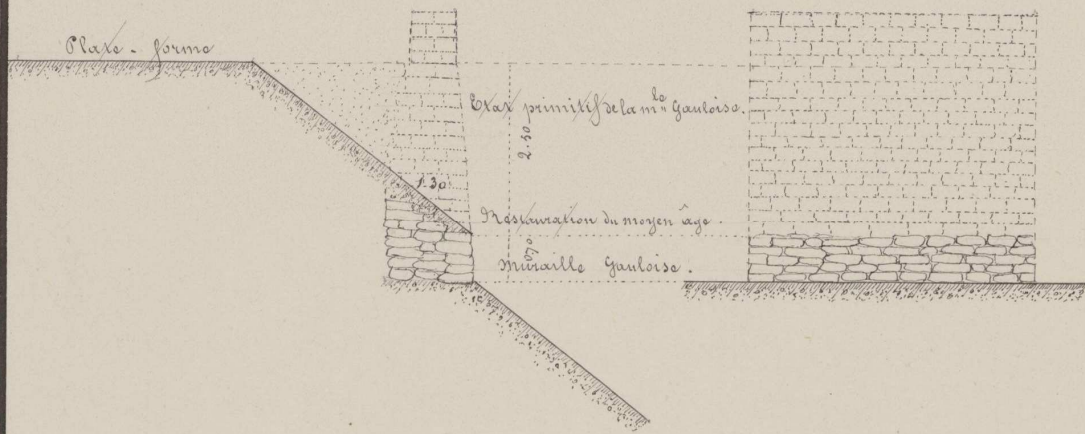 Plate-forme
Etat primitif de la m.lle Gauloise.
2.50
1.30
Restauration du moyen âge.
0.70
Muraille Gauloise.